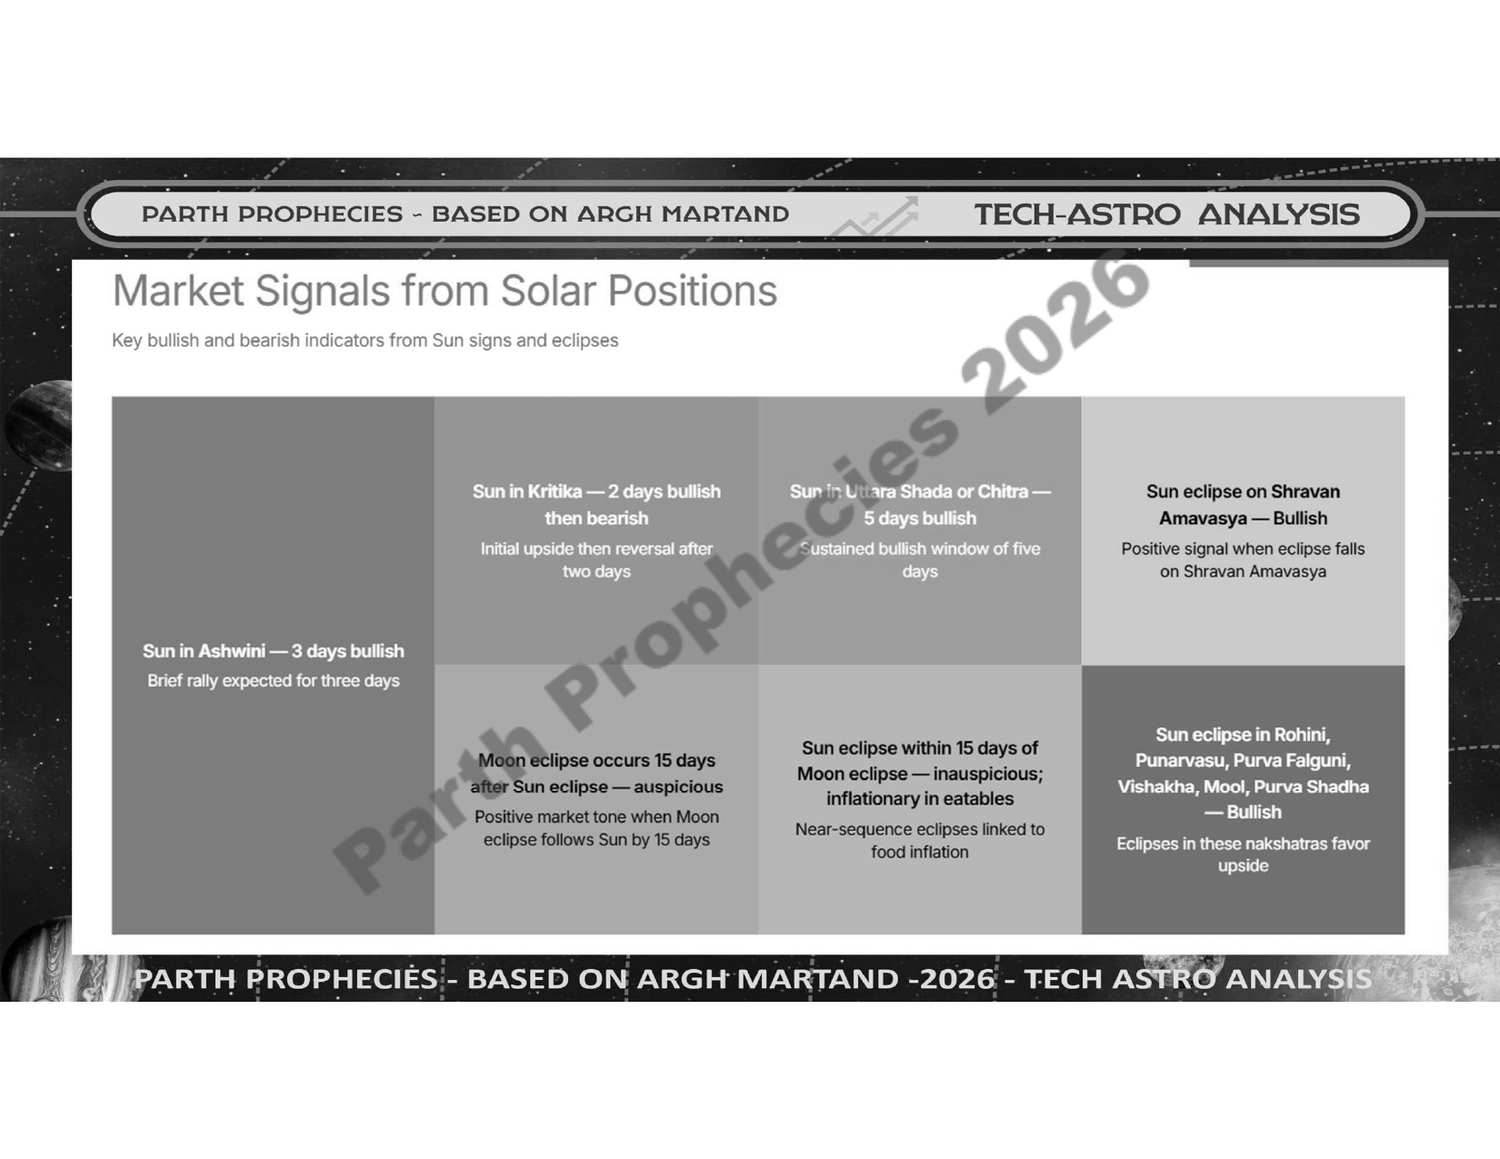 PARTH PROPHECIES ~ BASED ON ARGH MARTAND
TECH-ASTRO ANALYSIS
Market Signals from Solar Positions
Key bullish and bearish indicators from Sun signs and eclipses
Sun in Ashwini — 3 days bullish
Brief rally expected for three days
Sun in Kritika — 2 days bullish
then bearish
Initial upside then reversal after
two days
Sun in Uttara Shada or Chitra —
5 days bullish
Sustained bullish window of five
days
Sun eclipse on Shravan
Amavasya — Bullish
Positive signal when eclipse falls
on Shravan Amavasya
Moon eclipse occurs 15 days
after Sun eclipse — auspicious
Positive market tone when Moon
eclipse follows Sun by 15 days
Sun eclipse within 15 days of
Moon eclipse — inauspicious;
inflationary in eatables
Near-sequence eclipses linked to
food inflation
Sun eclipse in Rohini,
Punarvasu, Purva Falguni,
Vishakha, Mool, Purva Shadha
— Bullish
Eclipses in these nakshatras favor
upside
Parth Prophecies 2026
PARTH PROPHECIES - BASED ON ARGH MARTAND -2026 - TECH ASTRO ANALYSIS